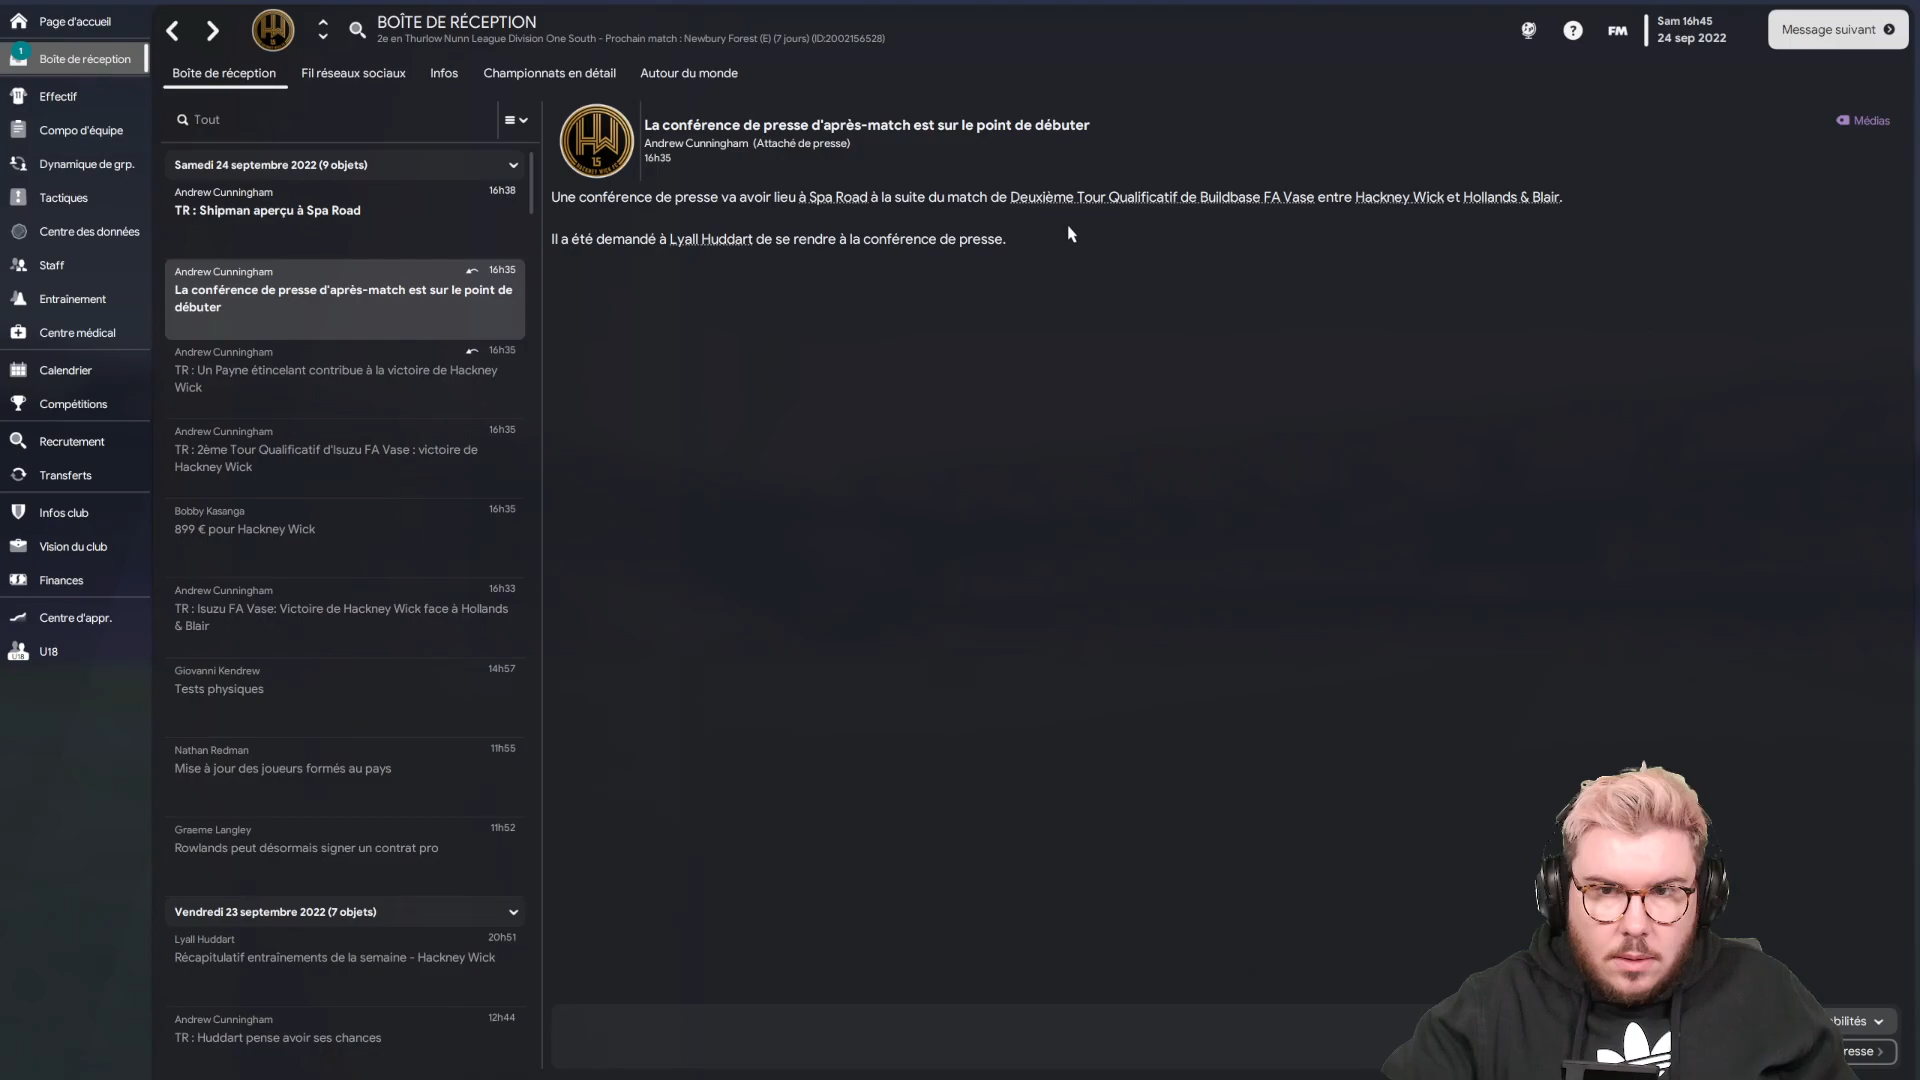 Page d'accueil
BOÎTE DE RÉCEPTION
2e en Thurlow Nunn League Division One South - Prochain match : Newbury Forest (E) (7 jours) (ID:2002156528)
FM
Sam 16h45
24 sep 2022
Message suivant
1
Boîte de réception
Effectif
Compo d'équipe
Dynamique de grp.
Tactiques
Centre des données
Staff
Entraînement
Centre médical
Calendrier
Compétitions
Recrutement
Transferts
Infos club
Vision du club
Finances
Centre d'appr.
U18
Boîte de réception
Fil réseaux sociaux
Infos
Championnats en détail
Autour du monde
Tout
Samedi 24 septembre 2022 (9 objets)
Andrew Cunningham
16h38
TR : Shipman aperçu à Spa Road
Andrew Cunningham
16h35
La conférence de presse d'après-match est sur le point de
débuter
Andrew Cunningham
16h35
TR : Un Payne étincelant contribue à la victoire de Hackney
Wick
Andrew Cunningham
16h35
TR : 2ème Tour Qualificatif d'Isuzu FA Vase : victoire de
Hackney Wick
Bobby Kasanga
16h35
899 € pour Hackney Wick
Andrew Cunningham
16h33
TR : Isuzu FA Vase: Victoire de Hackney Wick face à Hollands
& Blair
Giovanni Kendrew
14h57
Tests physiques
Nathan Redman
11h55
Mise à jour des joueurs formés au pays
Graeme Langley
11h52
Rowlands peut désormais signer un contrat pro
Vendredi 23 septembre 2022 (7 objets)
Lyall Huddart
20h51
Récapitulatif entraînements de la semaine - Hackney Wick
Andrew Cunningham
12h44
TR : Huddart pense avoir ses chances
La conférence de presse d'après-match est sur le point de débuter
Andrew Cunningham (Attaché de presse)
16h35
Médias
Une conférence de presse va avoir lieu à Spa Road à la suite du match de Deuxième Tour Qualificatif de Buildbase FA Vase entre Hackney Wick et Hollands & Blair.
Il a été demandé à Lyall Huddart de se rendre à la conférence de presse.